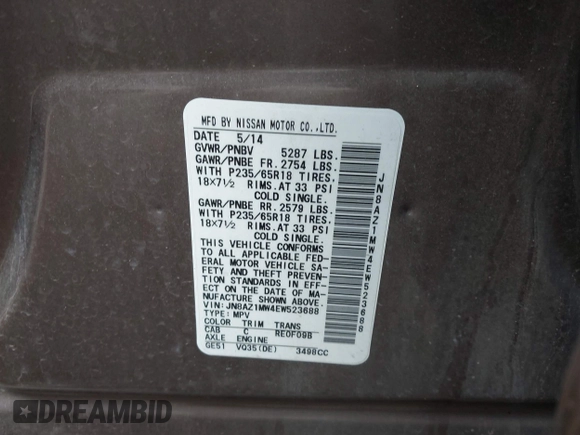 MFD BY NISSAN MOTOR CO.,LTD.
DATE 5/14
GVWR/PNBV 5287 LBS.
GAWR/PNBE FR. 2754 LBS.
WITH P235/65R18 TIRES.
18×7½ RIMS.AT 33 PSI
COLD SINGLE.
GAWR/PNBE RR. 2579 LBS.
WITH P235/65R18 TIRES.
18×7½ RIMS.AT 33 PSI
COLD SINGLE.
THIS VEHICLE CONFORMS
TO ALL APPLICABLE FED-
ERAL MOTOR VEHICLE SA-
FETY AND THEFT PREVEN-
TION STANDARDS IN EFF-
ECT ON THE DATE OF MA-
NUFACTURE SHOWN ABOVE.
VIN:JN8AZ1MW4EW523688
TYPE:MPV
COLOR TRIM TRANS
CAB C RE0F09B
AXLE ENGINE
GE51 VQ35(DE) 3498CC
JN8AZ1MW4EW523688
DREAMBID